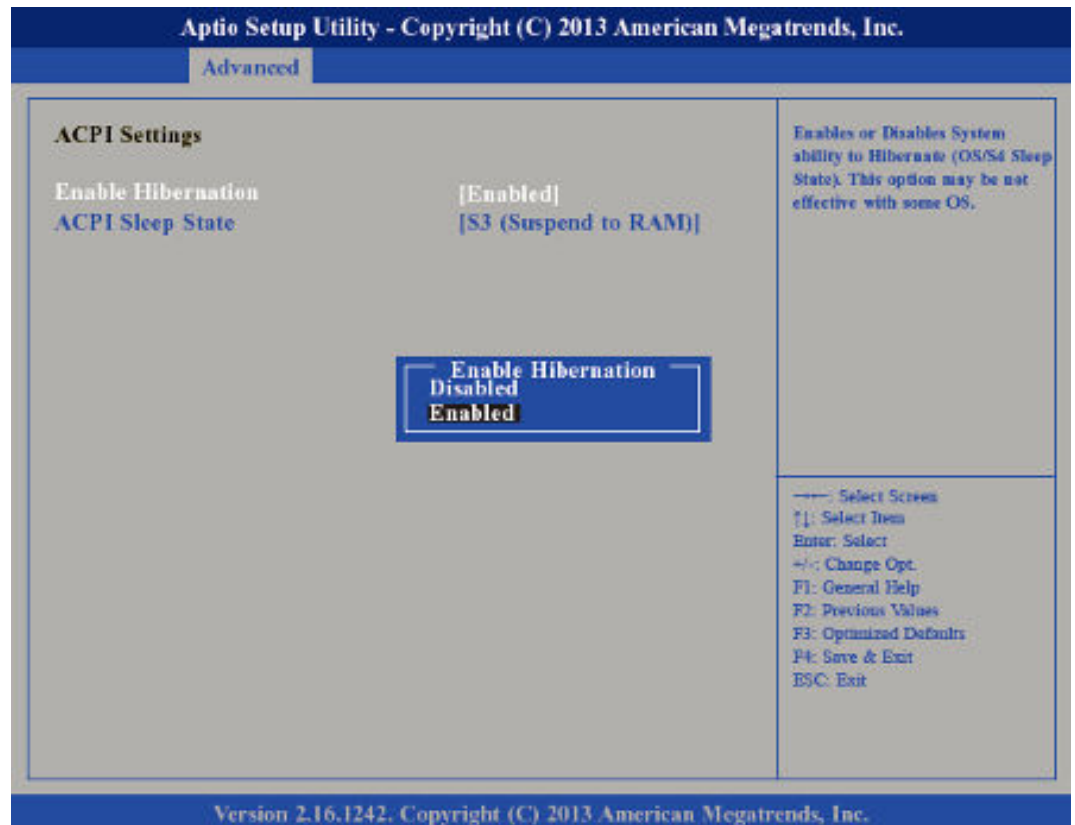 Aptio Setup Utility - Copyright (C) 2013 American Megatrends, Inc.
Advanced
ACPI Settings
Enable Hibernation [Enabled]
ACPI Sleep State [S3 (Suspend to RAM)]
Enable Hibernation
Disabled
Enabled
Enables or Disables System
ability to Hibernate (OS/S4 Sleep
State). This option may be not
effective with some OS.
→←: Select Screen
↑↓: Select Item
Enter: Select
+/-: Change Opt.
F1: General Help
F2: Previous Values
F3: Optimized Defaults
F4: Save & Exit
ESC: Exit
Version 2.16.1242. Copyright (C) 2013 American Megatrends, Inc.